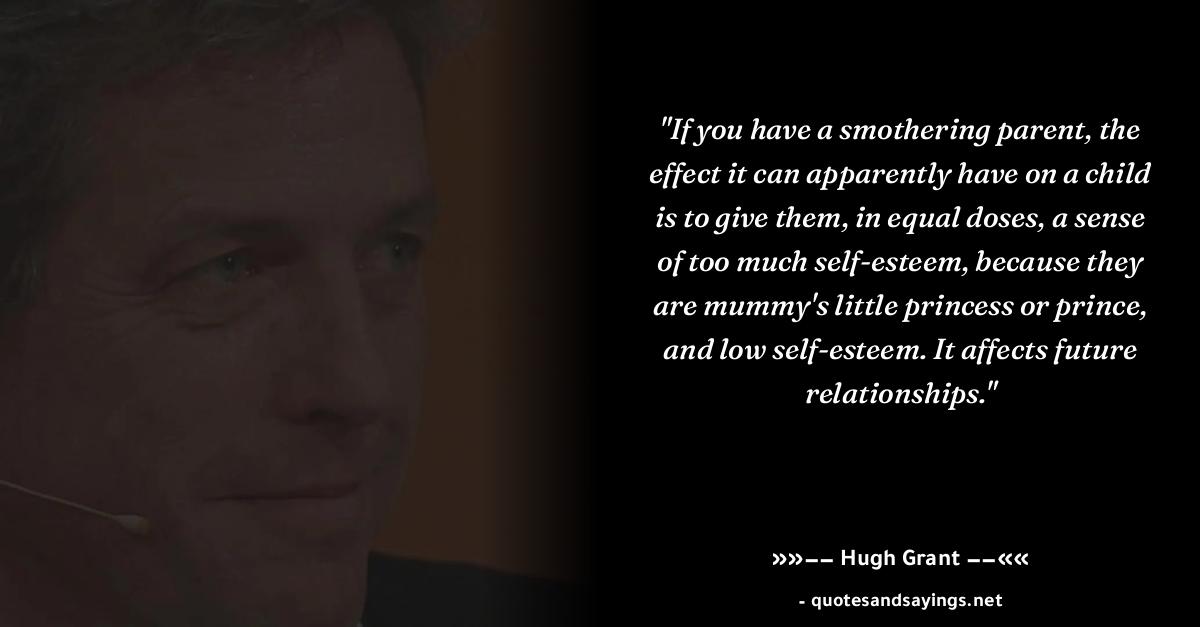 "If you have a smothering parent, the
effect it can apparently have on a child
is to give them, in equal doses, a sense
of too much self-esteem, because they
are mummy's little princess or prince,
and low self-esteem. It affects future
relationships."
»»−− Hugh Grant −−««
- quotesandsayings.net